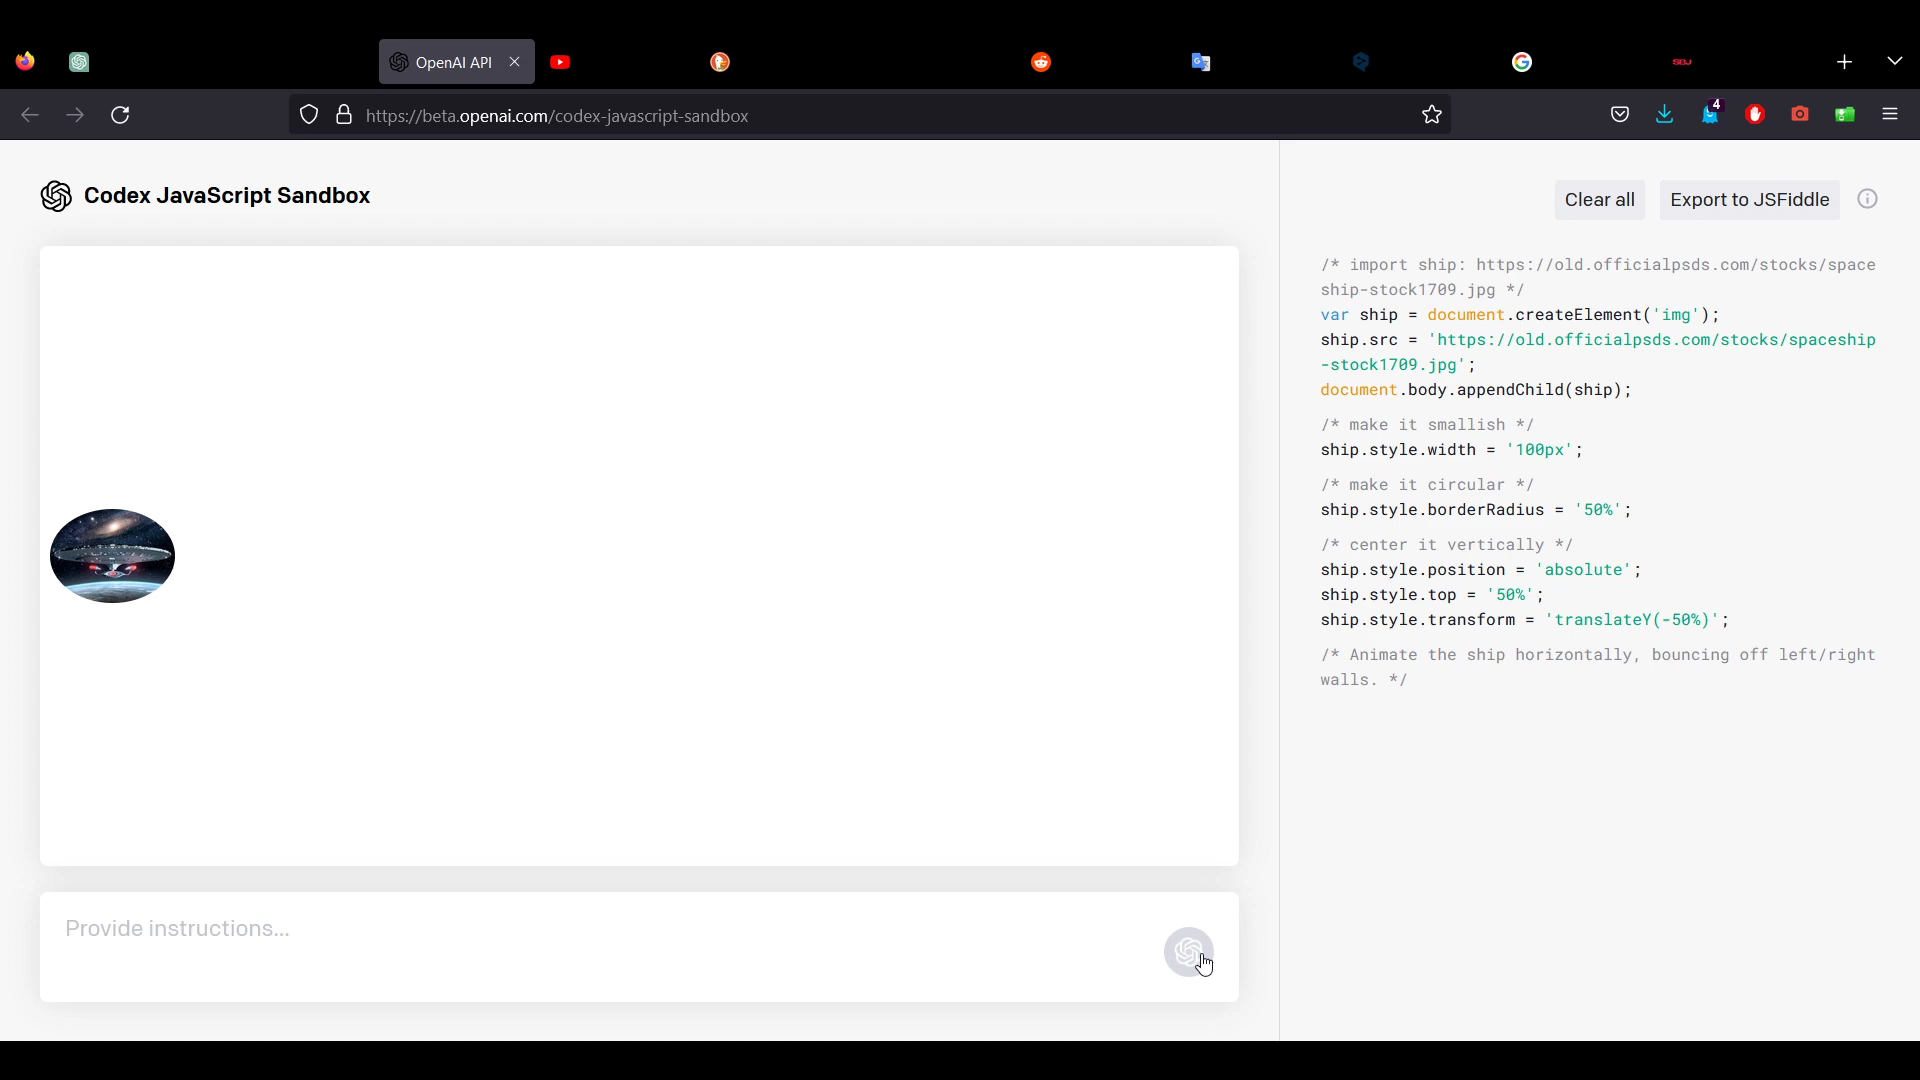 OpenAI API
SBJ
https://beta.openai.com/codex-javascript-sandbox
4
Codex JavaScript Sandbox
Clear all
Export to JSFiddle
/* import ship: https://old.officialpsds.com/stocks/space
ship-stock1709.jpg */
var ship = document.createElement('img');
ship.src = 'https://old.officialpsds.com/stocks/spaceship
-stock1709.jpg';
document.body.appendChild(ship);
/* make it smallish */
ship.style.width = '100px';
/* make it circular */
ship.style.borderRadius = '50%';
/* center it vertically */
ship.style.position = 'absolute';
ship.style.top = '50%';
ship.style.transform = 'translateY(-50%)';
/* Animate the ship horizontally, bouncing off left/right
walls. */
Provide instructions...